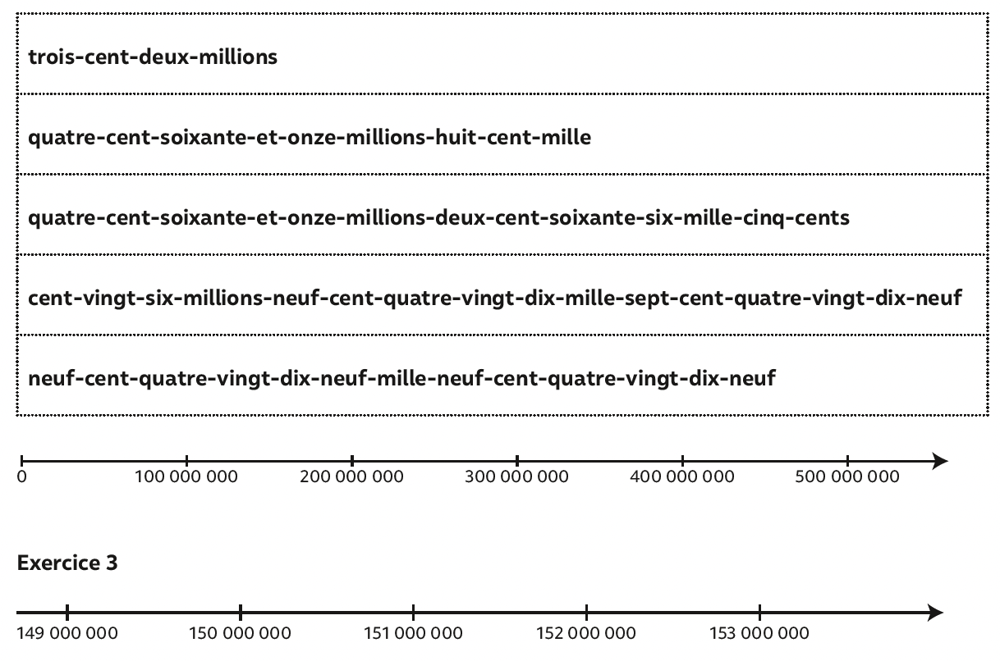 trois-cent-deux-millions
quatre-cent-soixante-et-onze-millions-huit-cent-mille
quatre-cent-soixante-et-onze-millions-deux-cent-soixante-six-mille-cinq-cents
cent-vingt-six-millions-neuf-cent-quatre-vingt-dix-mille-sept-cent-quatre-vingt-dix-neuf
neuf-cent-quatre-vingt-dix-neuf-mille-neuf-cent-quatre-vingt-dix-neuf
0 100 000 000 200 000 000 300 000 000 400 000 000 500 000 000
Exercice 3
149 000 000 150 000 000 151 000 000 152 000 000 153 000 000